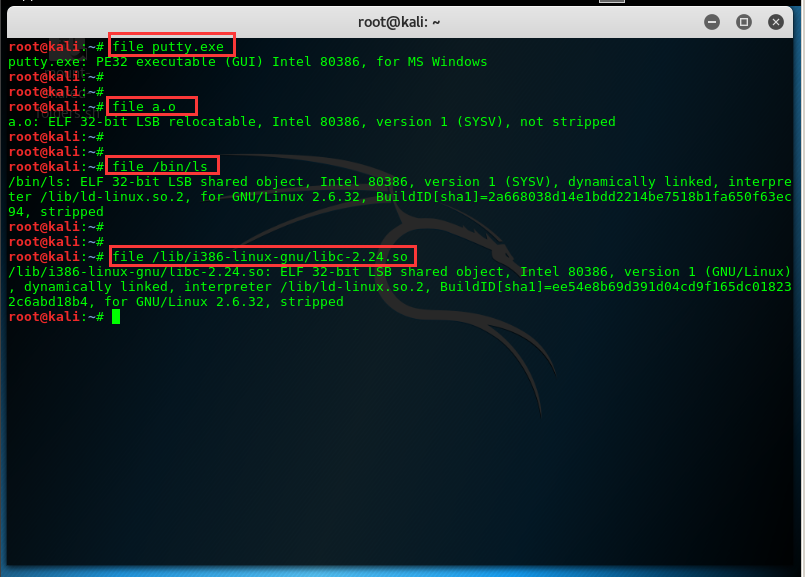 root@kali: ~
root@kali:~# file putty.exe
putty.exe: PE32 executable (GUI) Intel 80386, for MS Windows
root@kali:~#
root@kali:~#
root@kali:~# file a.o
a.o: ELF 32-bit LSB relocatable, Intel 80386, version 1 (SYSV), not stripped
root@kali:~#
root@kali:~#
root@kali:~# file /bin/ls
/bin/ls: ELF 32-bit LSB shared object, Intel 80386, version 1 (SYSV), dynamically linked, interpre
ter /lib/ld-linux.so.2, for GNU/Linux 2.6.32, BuildID[sha1]=2a668038d14e1bdd2214be7518b1fa650f63ec
94, stripped
root@kali:~#
root@kali:~#
root@kali:~# file /lib/i386-linux-gnu/libc-2.24.so
/lib/i386-linux-gnu/libc-2.24.so: ELF 32-bit LSB shared object, Intel 80386, version 1 (GNU/Linux)
, dynamically linked, interpreter /lib/ld-linux.so.2, BuildID[sha1]=ee54e8b69d391d04cd9f165dc01823
2c6abd18b4, for GNU/Linux 2.6.32, stripped
root@kali:~#